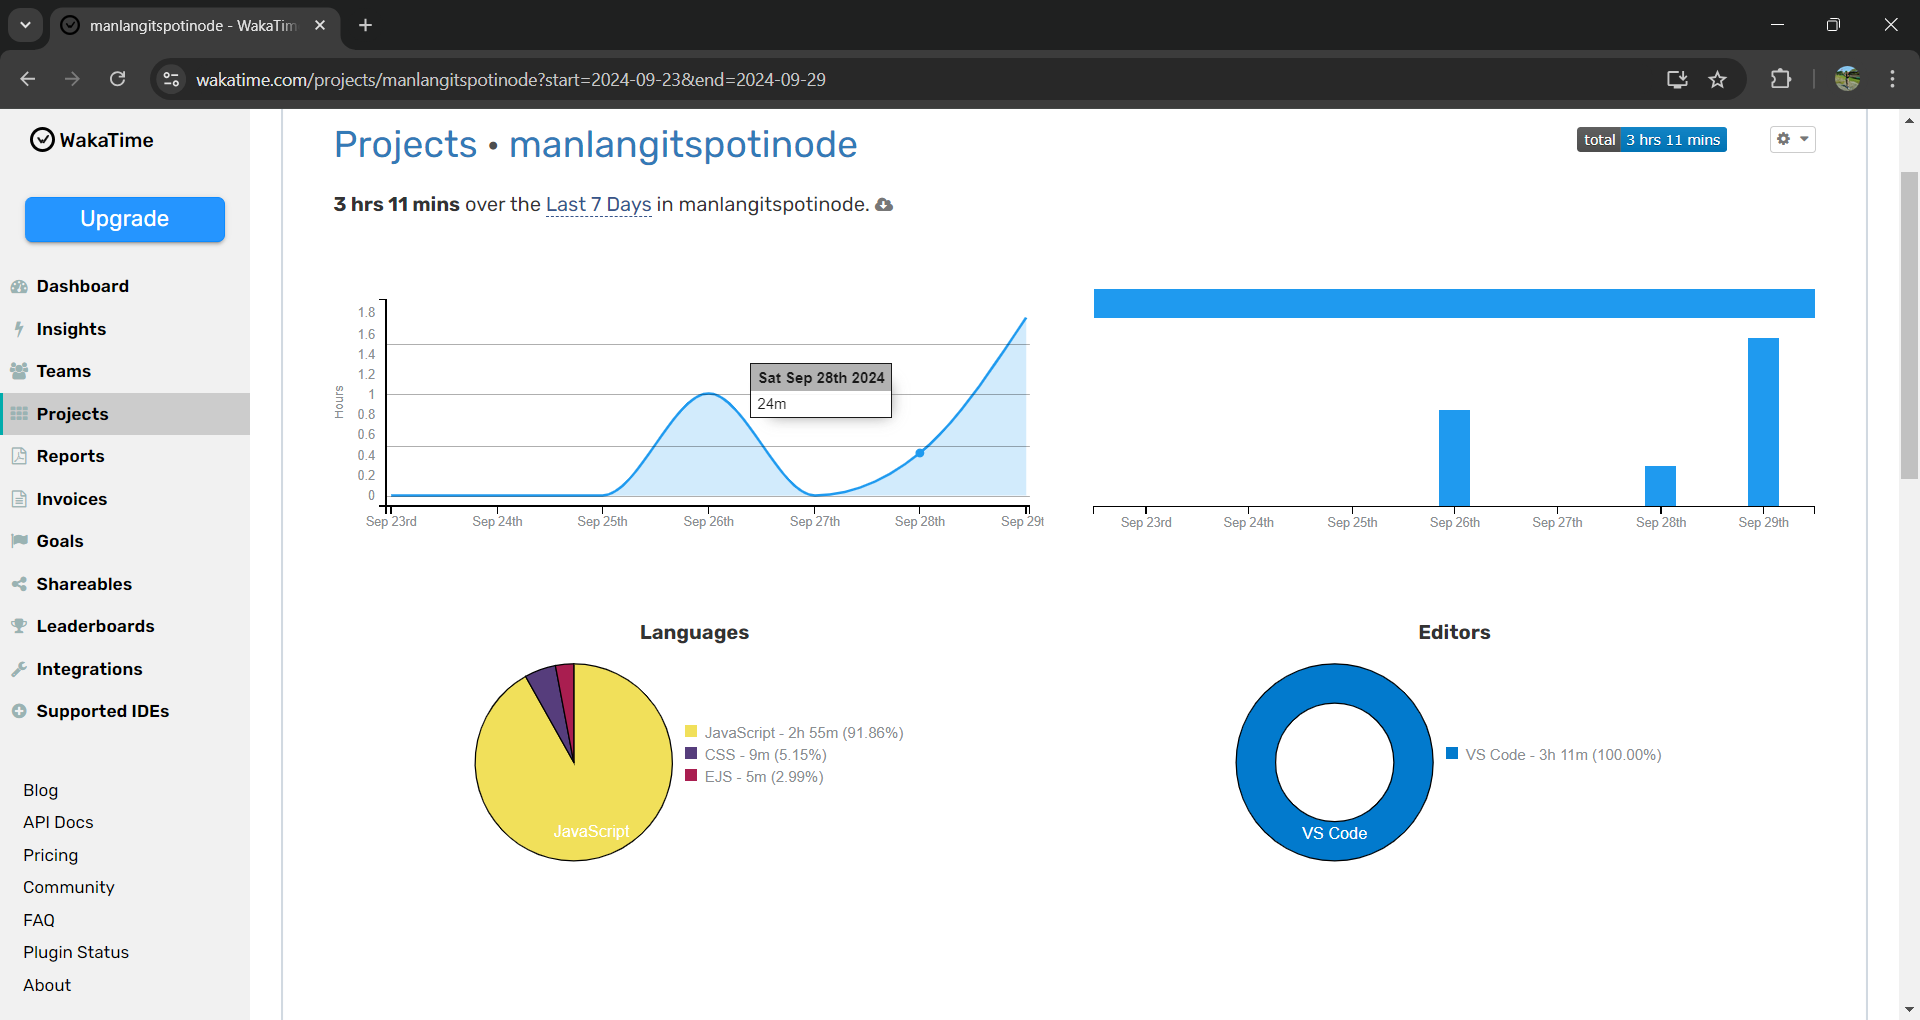 manlangitspotinode - WakaTim
wakatime.com/projects/manlangitspotinode?start=2024-09-23&end=2024-09-29
WakaTime
Upgrade
Dashboard
Insights
Teams
Projects
Reports
Invoices
Goals
Shareables
Leaderboards
Integrations
Supported IDEs
Blog
API Docs
Pricing
Community
FAQ
Plugin Status
About
Projects • manlangitspotinode
total 3 hrs 11 mins
3 hrs 11 mins over the Last 7 Days in manlangitspotinode.
Hours
1.8
1.6
1.4
1.2
1
0.8
0.6
0.4
0.2
0
Sat Sep 28th 2024
24m
Sep 23rd Sep 24th Sep 25th Sep 26th Sep 27th Sep 28th Sep 29t
Sep 23rd Sep 24th Sep 25th Sep 26th Sep 27th Sep 28th Sep 29th
Languages
JavaScript
JavaScript - 2h 55m (91.86%)
CSS - 9m (5.15%)
EJS - 5m (2.99%)
Editors
VS Code
VS Code - 3h 11m (100.00%)